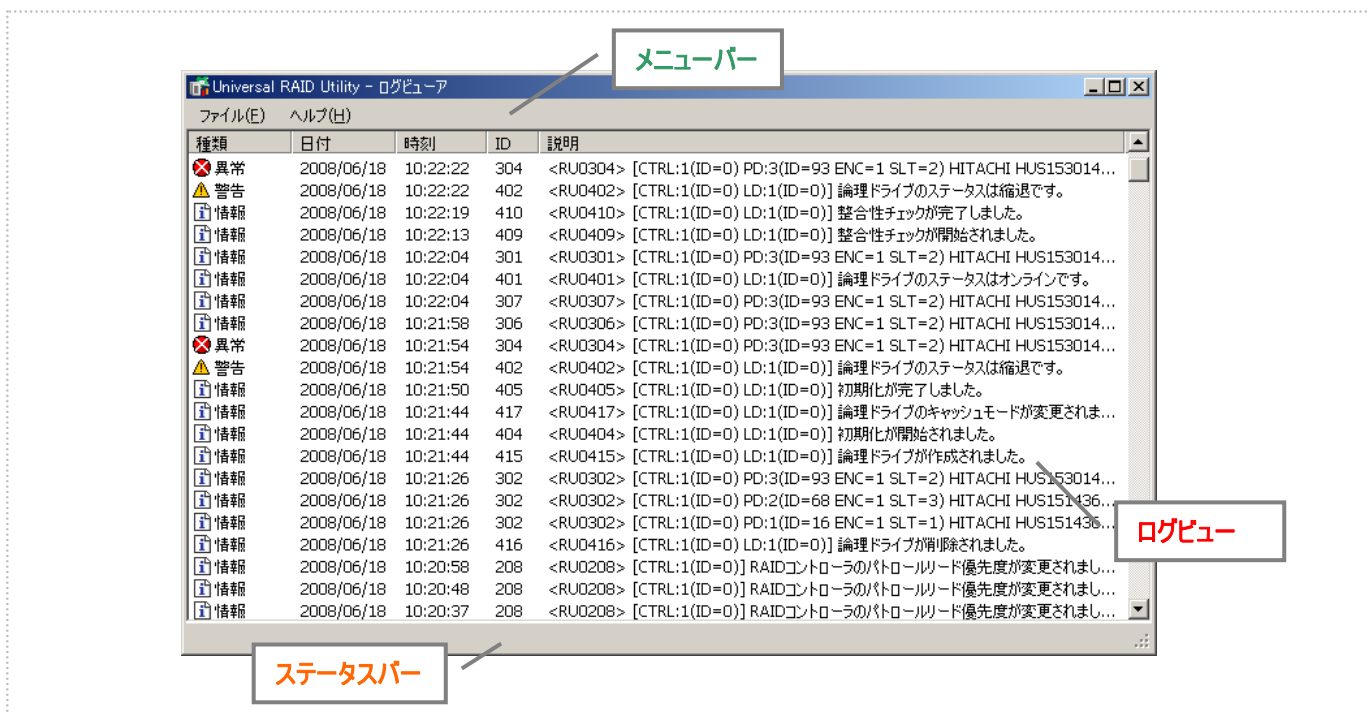 メニューバー
Universal RAID Utility - ログビューア
ファイル(F) ヘルプ(H)
種類 日付 時刻 ID 説明
異常 2008/06/18 10:22:22 304 <RU0304> [CTRL:1(ID=0) PD:3(ID=93 ENC=1 SLT=2) HITACHI HUS153014...
警告 2008/06/18 10:22:22 402 <RU0402> [CTRL:1(ID=0) LD:1(ID=0)] 論理ドライブのステータスは縮退です。
情報 2008/06/18 10:22:19 410 <RU0410> [CTRL:1(ID=0) LD:1(ID=0)] 整合性チェックが完了しました。
情報 2008/06/18 10:22:13 409 <RU0409> [CTRL:1(ID=0) LD:1(ID=0)] 整合性チェックが開始されました。
情報 2008/06/18 10:22:04 301 <RU0301> [CTRL:1(ID=0) PD:3(ID=93 ENC=1 SLT=2) HITACHI HUS153014...
情報 2008/06/18 10:22:04 401 <RU0401> [CTRL:1(ID=0) LD:1(ID=0)] 論理ドライブのステータスはオンラインです。
情報 2008/06/18 10:22:04 307 <RU0307> [CTRL:1(ID=0) PD:3(ID=93 ENC=1 SLT=2) HITACHI HUS153014...
情報 2008/06/18 10:21:58 306 <RU0306> [CTRL:1(ID=0) PD:3(ID=93 ENC=1 SLT=2) HITACHI HUS153014...
異常 2008/06/18 10:21:54 304 <RU0304> [CTRL:1(ID=0) PD:3(ID=93 ENC=1 SLT=2) HITACHI HUS153014...
警告 2008/06/18 10:21:54 402 <RU0402> [CTRL:1(ID=0) LD:1(ID=0)] 論理ドライブのステータスは縮退です。
情報 2008/06/18 10:21:50 405 <RU0405> [CTRL:1(ID=0) LD:1(ID=0)] 初期化が完了しました。
情報 2008/06/18 10:21:44 417 <RU0417> [CTRL:1(ID=0) LD:1(ID=0)] 論理ドライブのキャッシュモードが変更されま...
情報 2008/06/18 10:21:44 404 <RU0404> [CTRL:1(ID=0) LD:1(ID=0)] 初期化が開始されました。
情報 2008/06/18 10:21:44 415 <RU0415> [CTRL:1(ID=0) LD:1(ID=0)] 論理ドライブが作成されました。
情報 2008/06/18 10:21:26 302 <RU0302> [CTRL:1(ID=0) PD:3(ID=93 ENC=1 SLT=2) HITACHI HUS153014...
情報 2008/06/18 10:21:26 302 <RU0302> [CTRL:1(ID=0) PD:2(ID=68 ENC=1 SLT=3) HITACHI HUS151436...
情報 2008/06/18 10:21:26 302 <RU0302> [CTRL:1(ID=0) PD:1(ID=16 ENC=1 SLT=1) HITACHI HUS151436...
情報 2008/06/18 10:21:26 416 <RU0416> [CTRL:1(ID=0) LD:1(ID=0)] 論理ドライブが削除されました。
情報 2008/06/18 10:20:58 208 <RU0208> [CTRL:1(ID=0)] RAIDコントローラのパトロールリード優先度が変更されまし...
情報 2008/06/18 10:20:48 208 <RU0208> [CTRL:1(ID=0)] RAIDコントローラのパトロールリード優先度が変更されまし...
情報 2008/06/18 10:20:37 208 <RU0208> [CTRL:1(ID=0)] RAIDコントローラのパトロールリード優先度が変更されまし...
ログビュー
ステータスバー